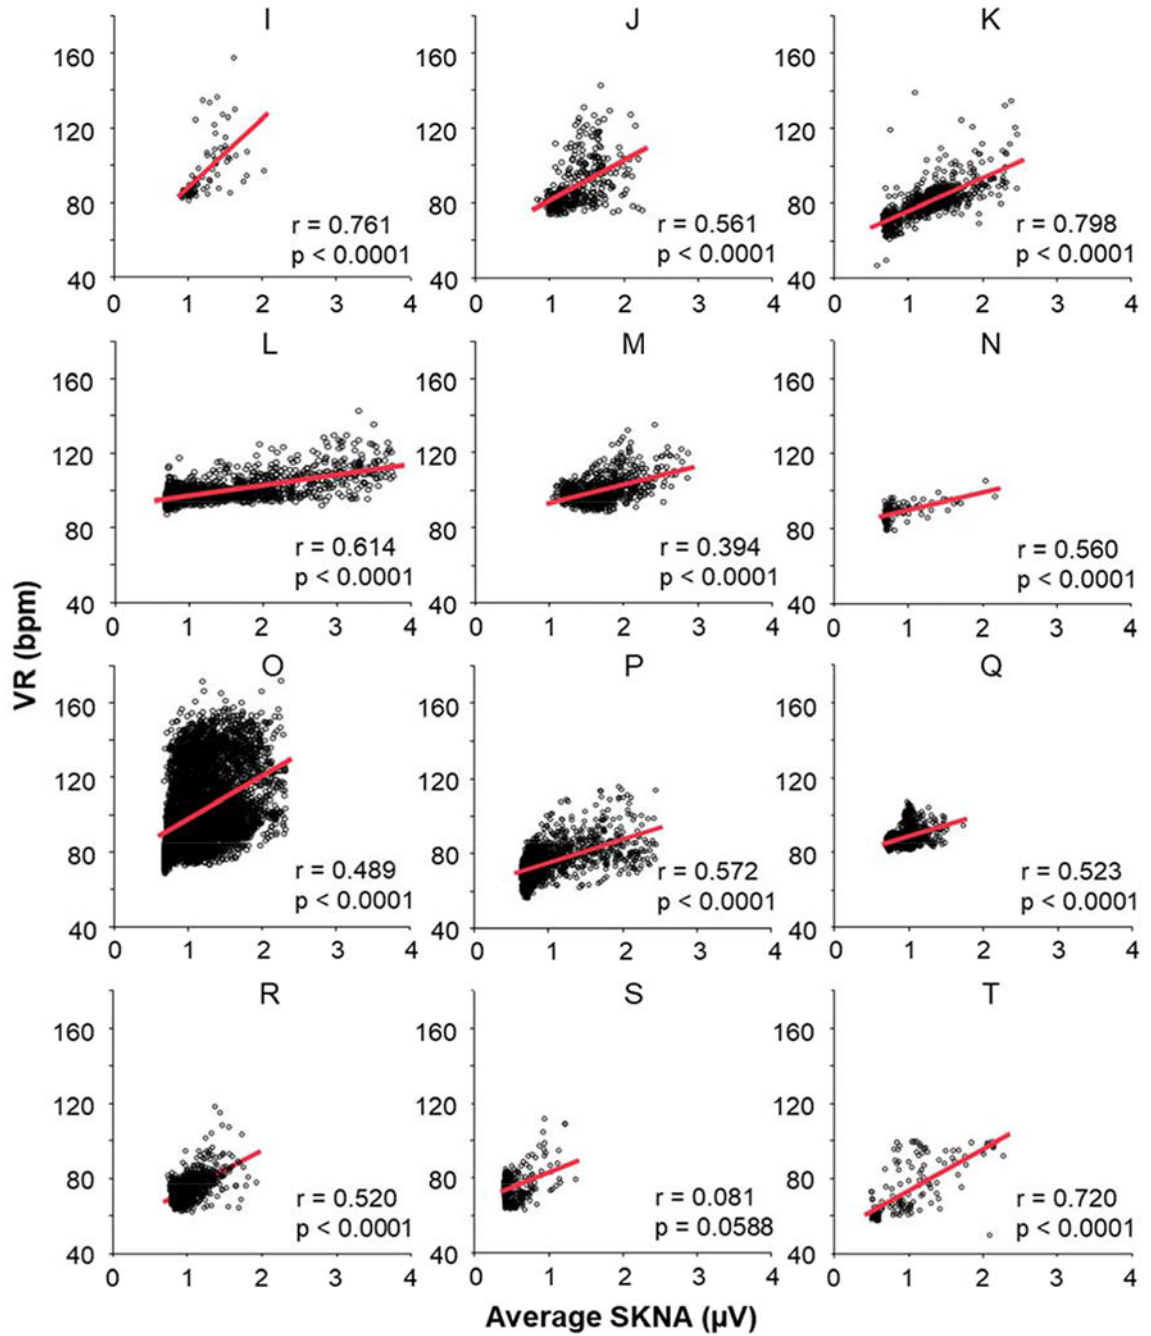 I
J
K
160
120
80
40
r = 0.761
p < 0.0001
0 1 2 3 4
160
120
80
40
r = 0.561
p < 0.0001
0 1 2 3 4
160
120
80
40
r = 0.798
p < 0.0001
0 1 2 3 4
L
M
N
160
120
80
40
r = 0.614
p < 0.0001
0 1 2 3 4
160
120
80
40
r = 0.394
p < 0.0001
0 1 2 3 4
160
120
80
40
r = 0.560
p < 0.0001
0 1 2 3 4
VR (bpm)
O
P
Q
160
120
80
40
r = 0.489
p < 0.0001
0 1 2 3 4
160
120
80
40
r = 0.572
p < 0.0001
0 1 2 3 4
160
120
80
40
r = 0.523
p < 0.0001
0 1 2 3 4
R
S
T
160
120
80
40
r = 0.520
p < 0.0001
0 1 2 3 4
160
120
80
40
r = 0.081
p = 0.0588
0 1 2 3 4
160
120
80
40
r = 0.720
p < 0.0001
0 1 2 3 4
Average SKNA (μV)